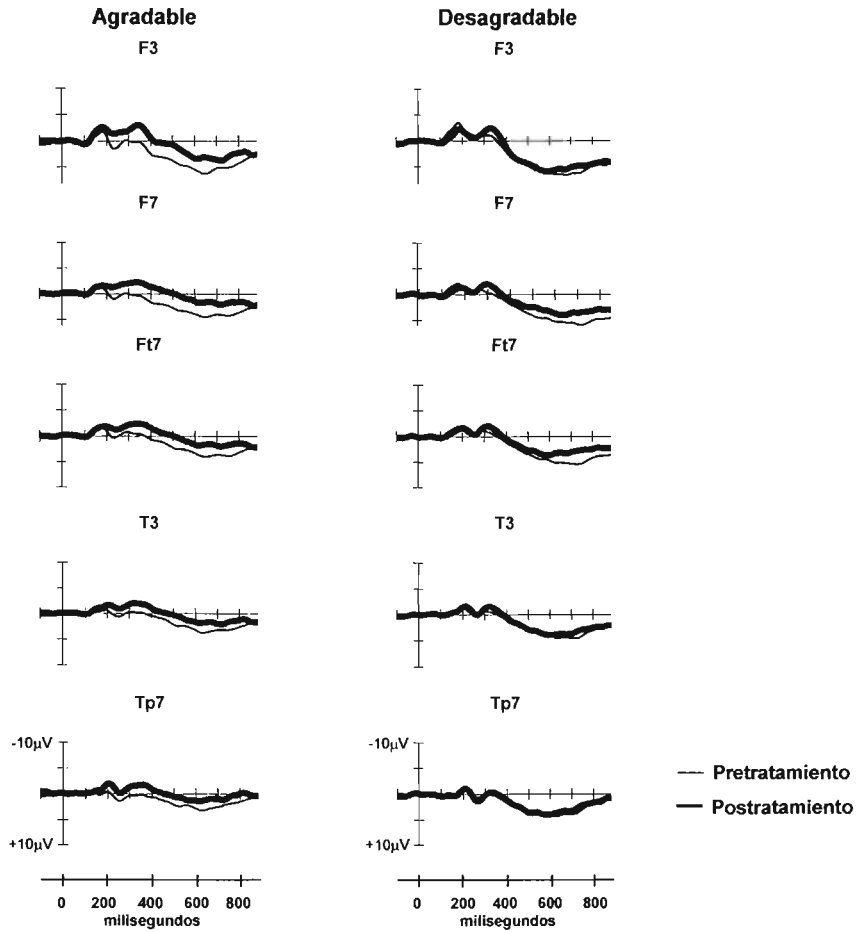 Agradable
Desagradable
F3
F3
F7
F7
Ft7
Ft7
T3
T3
Tp7
Tp7
-10µV
+10µV
-10µV
+10µV
Pretratamiento
Postratamiento
0 200 400 600 800
milisegundos
0 200 400 600 800
milisegundos